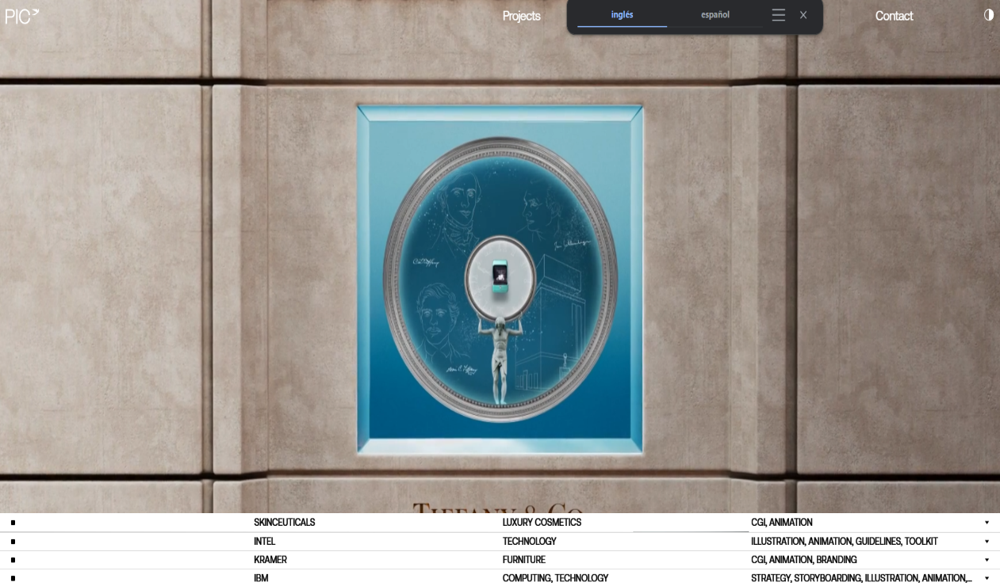 PIC
Projects
inglés
español
Contact
TIFFANY & CO
SKINCEUTICALS
LUXURY COSMETICS
CGI, ANIMATION
INTEL
TECHNOLOGY
ILLUSTRATION, ANIMATION, GUIDELINES, TOOLKIT
KRAMER
FURNITURE
CGI, ANIMATION, BRANDING
IBM
COMPUTING, TECHNOLOGY
STRATEGY, STORYBOARDING, ILLUSTRATION, ANIMATION,...